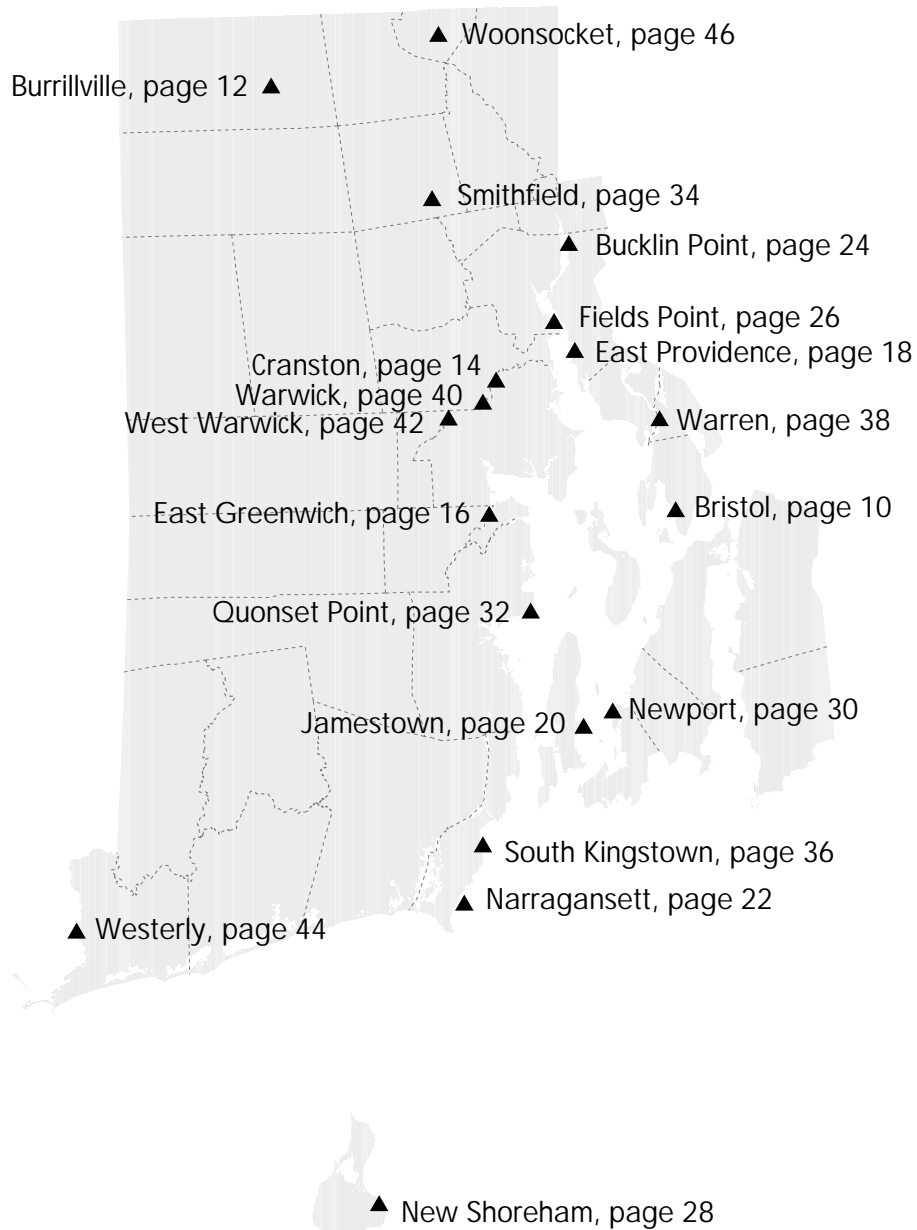 Woonsocket, page 46
Burrillville, page 12
Smithfield, page 34
Bucklin Point, page 24
Fields Point, page 26
East Providence, page 18
Cranston, page 14
Warwick, page 40
West Warwick, page 42
Warren, page 38
Bristol, page 10
East Greenwich, page 16
Quonset Point, page 32
Newport, page 30
Jamestown, page 20
South Kingstown, page 36
Narragansett, page 22
Westerly, page 44
New Shoreham, page 28